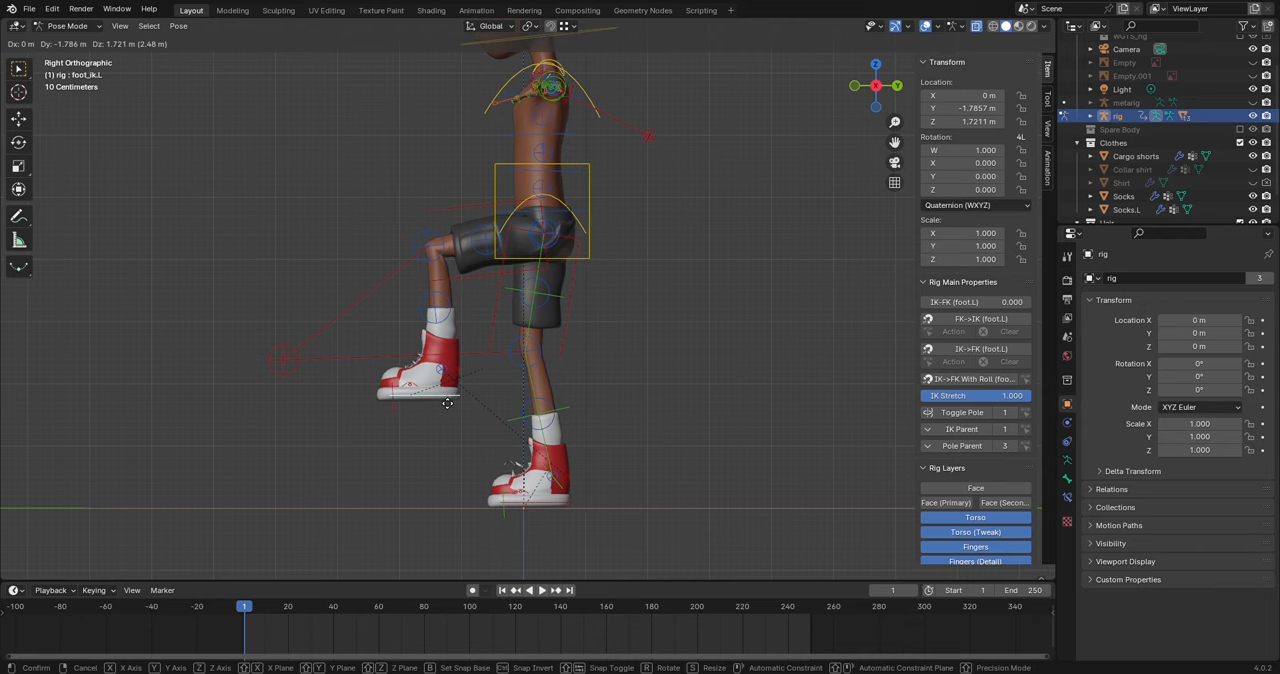 File Edit Render Window Help Layout Modeling Sculpting UV Editing Texture Paint Shading Animation Rendering Compositing Geometry Nodes Scripting + Scene ViewLayer
Pose Mode View Select Pose Global
Dx: 0 m Dy: -1.786 m Dz: 1.721 m (2.48 m)
Right Orthographic
(1) rig : foot_ik.L
10 Centimeters
X
Y
Z
Transform
Location:
X 0 m
Y -1.7857 m
Z 1.7211 m
Rotation: 4L
W 1.000
X 0.000
Y 0.000
Z 0.000
Quaternion (WXYZ)
Scale:
X 1.000
Y 1.000
Z 1.000
Rig Main Properties
IK-FK (foot.L) 0.000
FK->IK (foot.L)
Action Clear
IK->FK (foot.L)
Action Clear
IK->FK With Roll (foo...
IK Stretch 1.000
Toggle Pole 1
IK Parent 1
Pole Parent 3
Rig Layers
Face
Face (Primary) Face (Secon...
Torso
Torso (Tweak)
Fingers
Fingers (Detail)
Item
Tool
View
Animation
WGTS_rig
Camera
Empty
Empty.001
Light
metarig
rig
Spare Body
Clothes
Cargo shorts
Collar shirt
Shirt
Socks
Socks.L
rig
rig 3
Transform
Location X 0 m
Y 0 m
Z 0 m
Rotation X 0°
Y 0°
Z 0°
Mode XYZ Euler
Scale X 1.000
Y 1.000
Z 1.000
Delta Transform
Relations
Collections
Motion Paths
Visibility
Viewport Display
Custom Properties
Playback Keying View Marker 1 Start 1 End 250
-100 -80 -60 -40 -20 1 20 40 60 80 100 120 140 160 180 200 220 240 260 280 300 320 340
Confirm Cancel X X Axis Y Y Axis Z Z Axis X X Plane Y Y Plane Z Z Plane B Set Snap Base Ctrl Snap Invert Snap Toggle R Rotate S Resize Automatic Constraint Automatic Constraint Plane Precision Mode 4.0.2